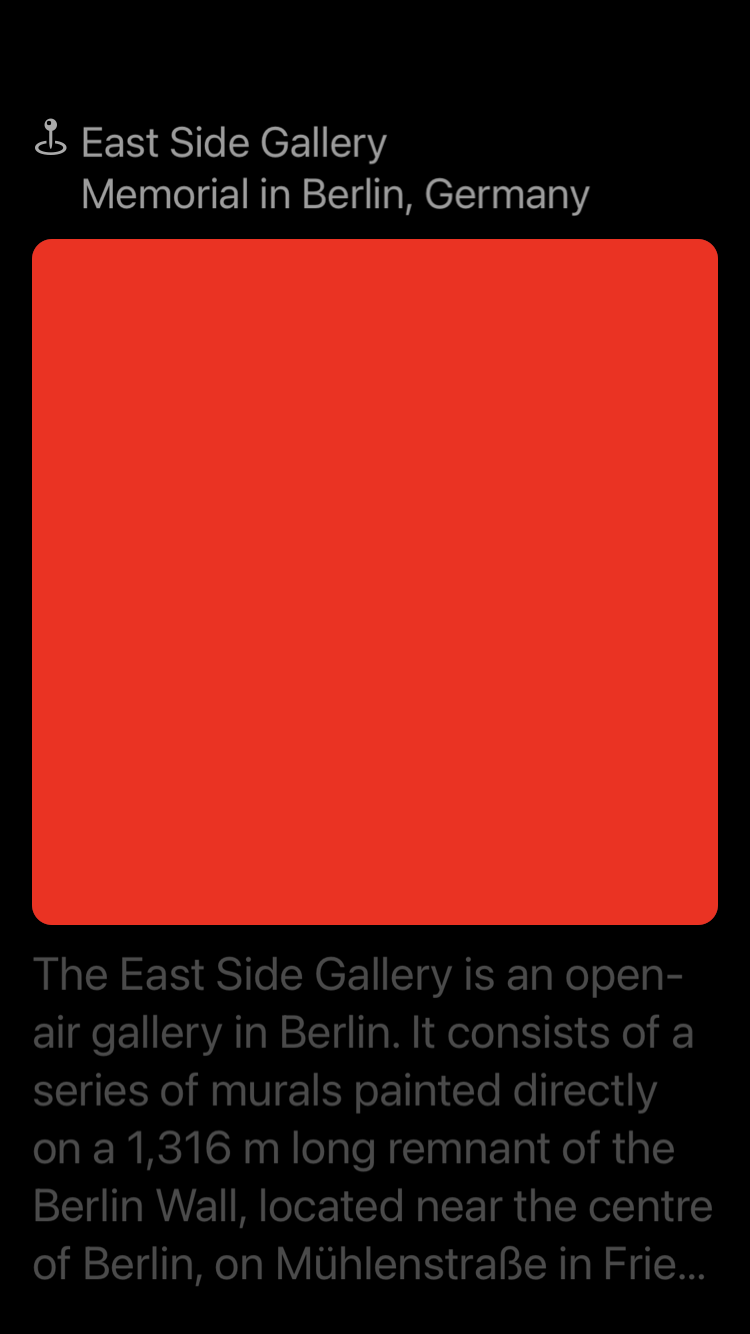 East Side Gallery
Memorial in Berlin, Germany
The East Side Gallery is an open-
air gallery in Berlin. It consists of a
series of murals painted directly
on a 1,316 m long remnant of the
Berlin Wall, located near the centre
of Berlin, on Mühlenstraße in Frie...